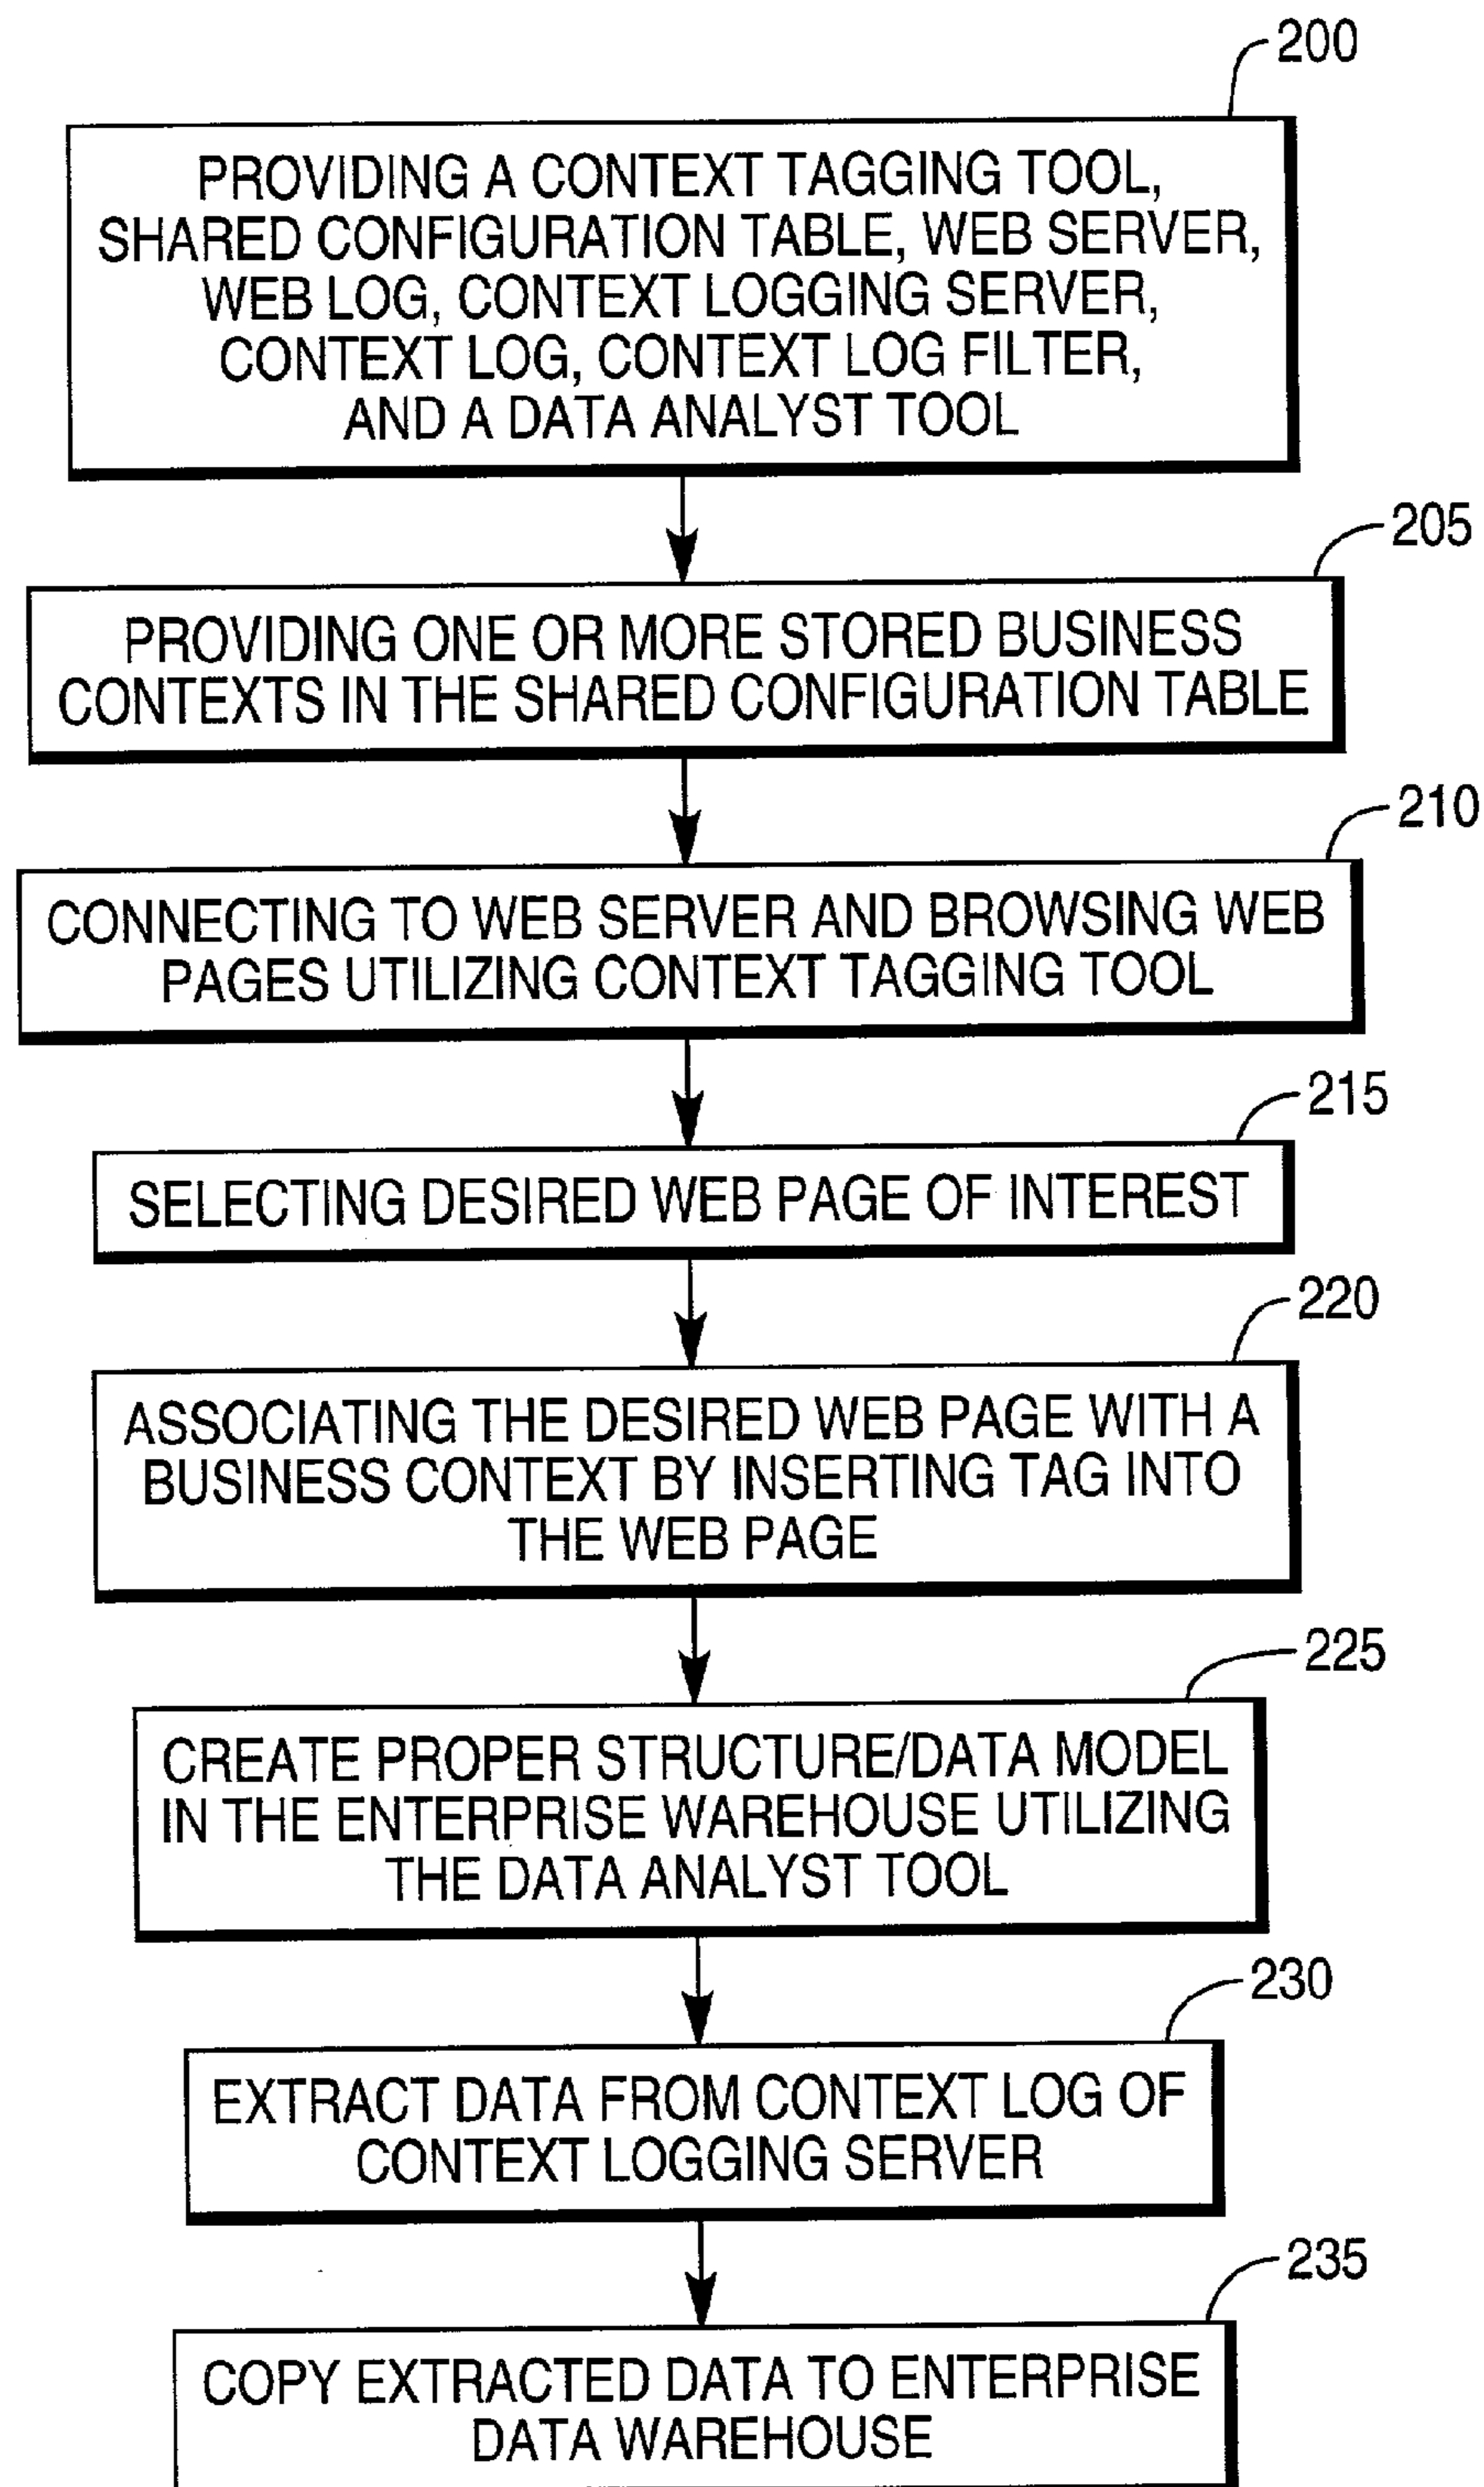 200
PROVIDING A CONTEXT TAGGING TOOL,
SHARED CONFIGURATION TABLE, WEB SERVER,
WEB LOG, CONTEXT LOGGING SERVER,
CONTEXT LOG, CONTEXT LOG FILTER,
AND A DATA ANALYST TOOL
205
PROVIDING ONE OR MORE STORED BUSINESS
CONTEXTS IN THE SHARED CONFIGURATION TABLE
210
CONNECTING TO WEB SERVER AND BROWSING WEB
PAGES UTILIZING CONTEXT TAGGING TOOL
215
SELECTING DESIRED WEB PAGE OF INTEREST
220
ASSOCIATING THE DESIRED WEB PAGE WITH A
BUSINESS CONTEXT BY INSERTING TAG INTO
THE WEB PAGE
225
CREATE PROPER STRUCTURE/DATA MODEL
IN THE ENTERPRISE WAREHOUSE UTILIZING
THE DATA ANALYST TOOL
230
EXTRACT DATA FROM CONTEXT LOG OF
CONTEXT LOGGING SERVER
235
COPY EXTRACTED DATA TO ENTERPRISE
DATA WAREHOUSE